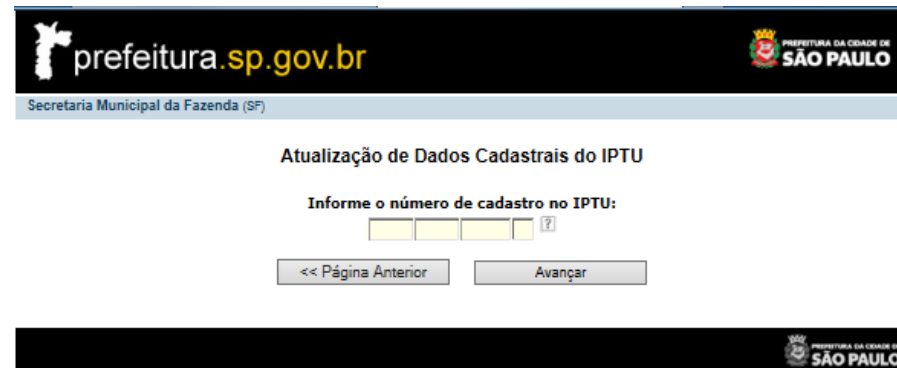 prefeitura.sp.gov.br
PREFEITURA DA CIDADE DE
SÃO PAULO
Secretaria Municipal da Fazenda (SF)
Atualização de Dados Cadastrais do IPTU
Informe o número de cadastro no IPTU:
?
<< Página Anterior
Avançar
PREFEITURA DA CIDADE DE
SÃO PAULO